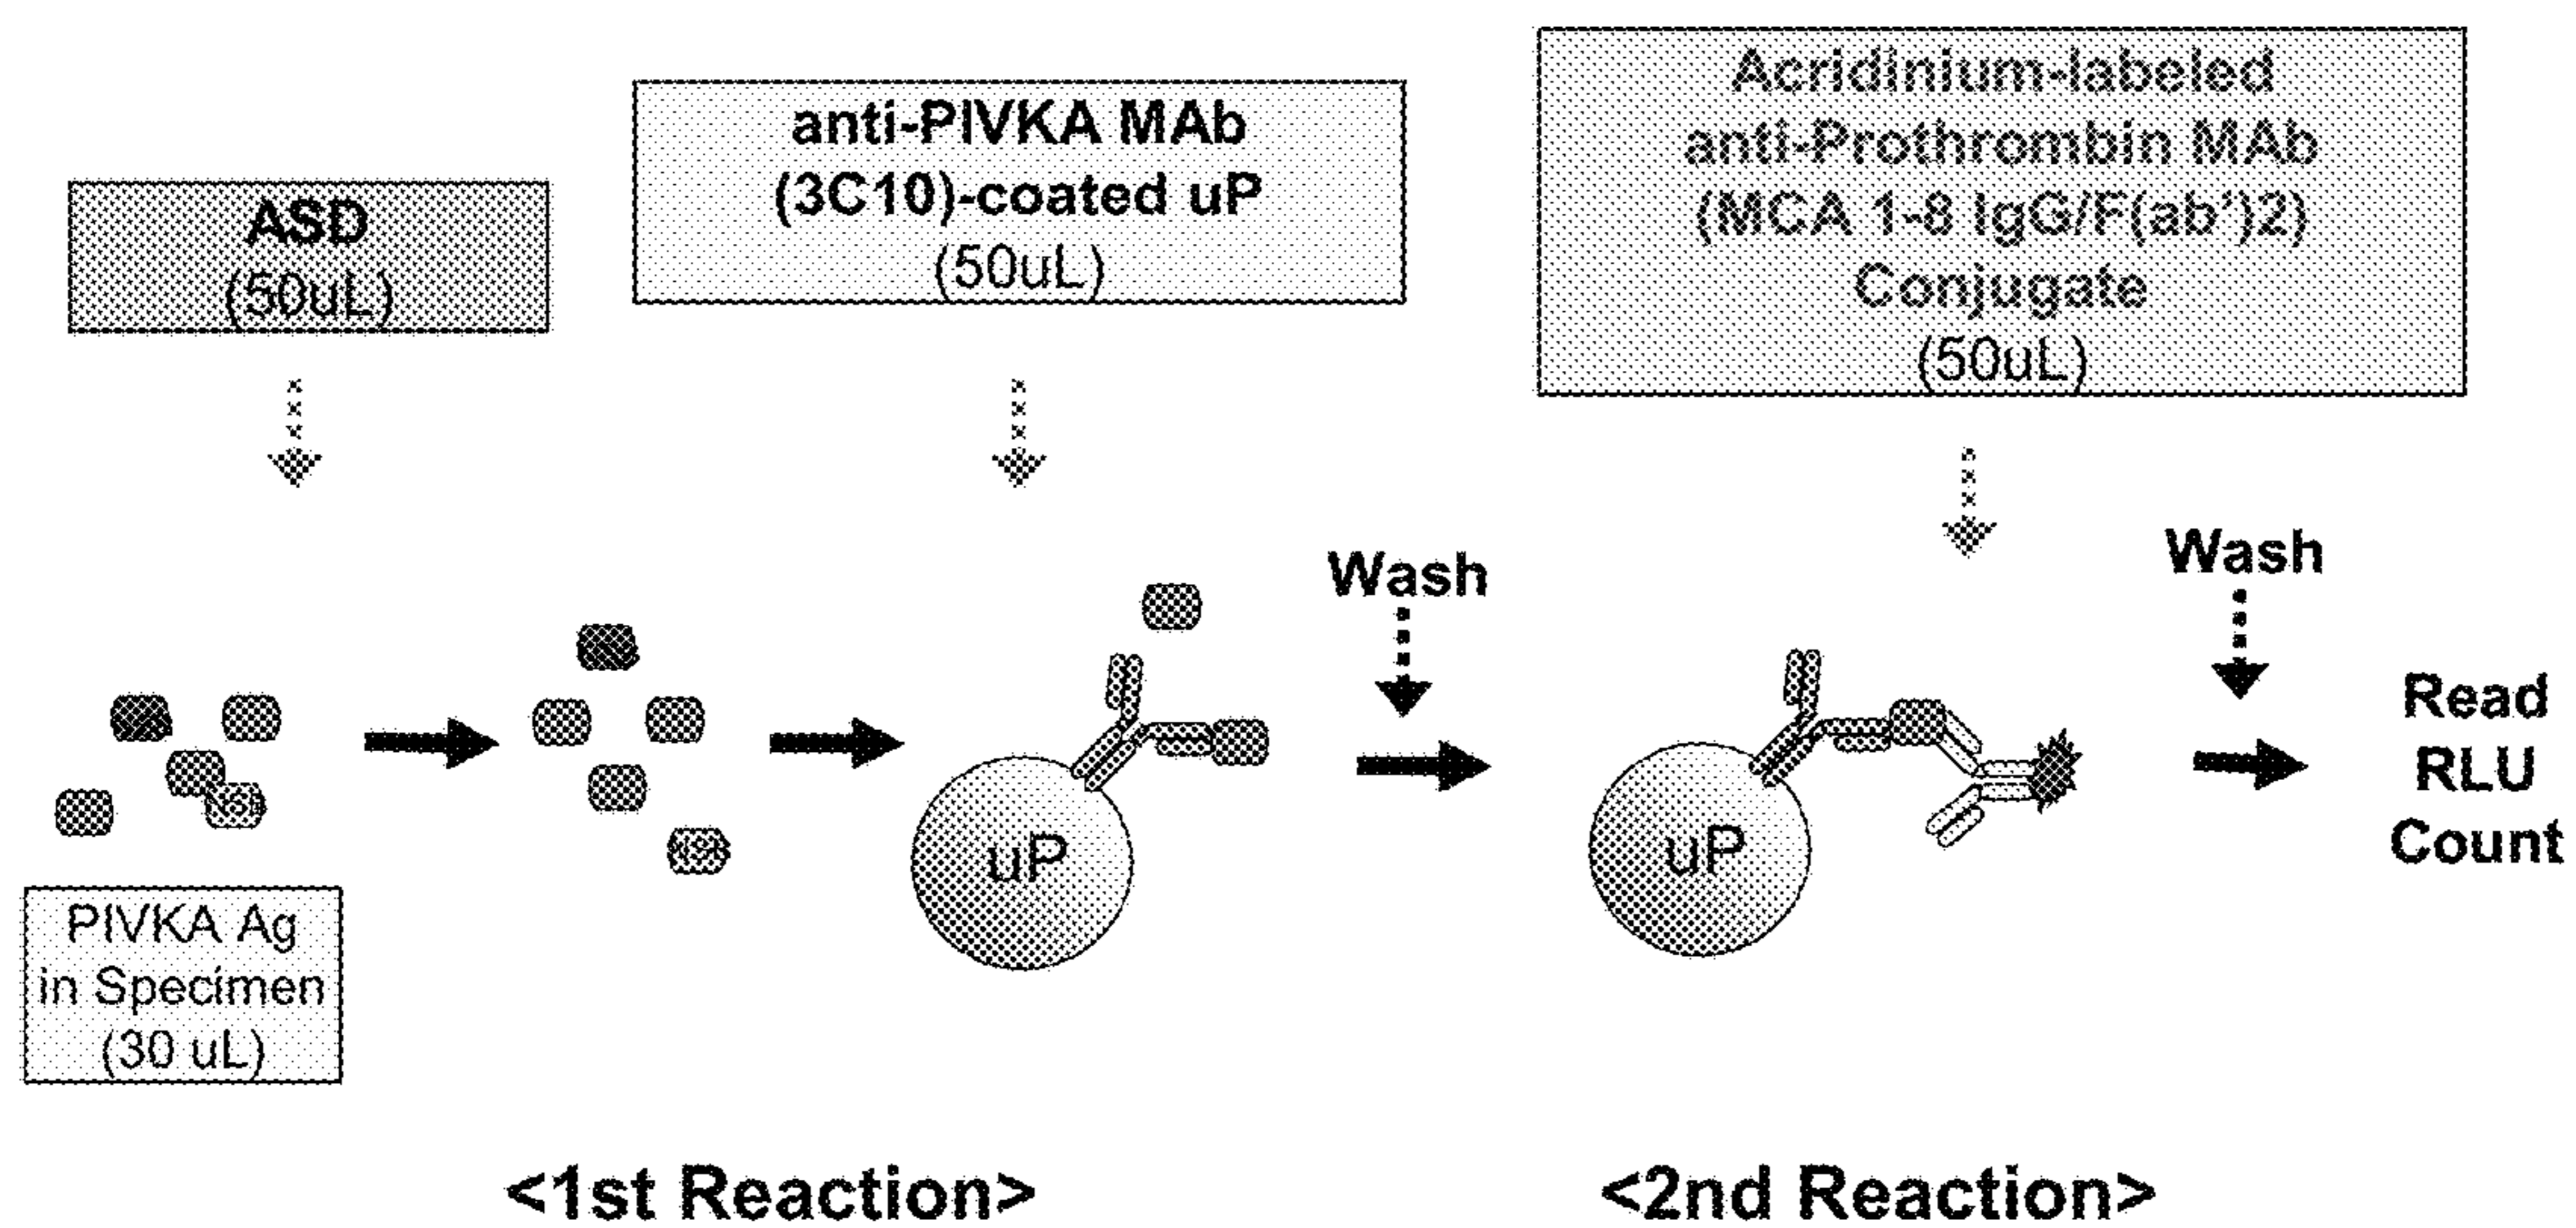 ASD
(50uL)
anti-PIVKA MAb
(3C10)-coated uP
(50uL)
Acridinium-labeled
anti-Prothrombin MAb
(MCA 1-8 IgG/F(ab')2)
Conjugate
(50uL)
Wash
Wash
uP
uP
Read
RLU
Count
PIVKA Ag
in Specimen
(30 uL)
<1st Reaction>
<2nd Reaction>